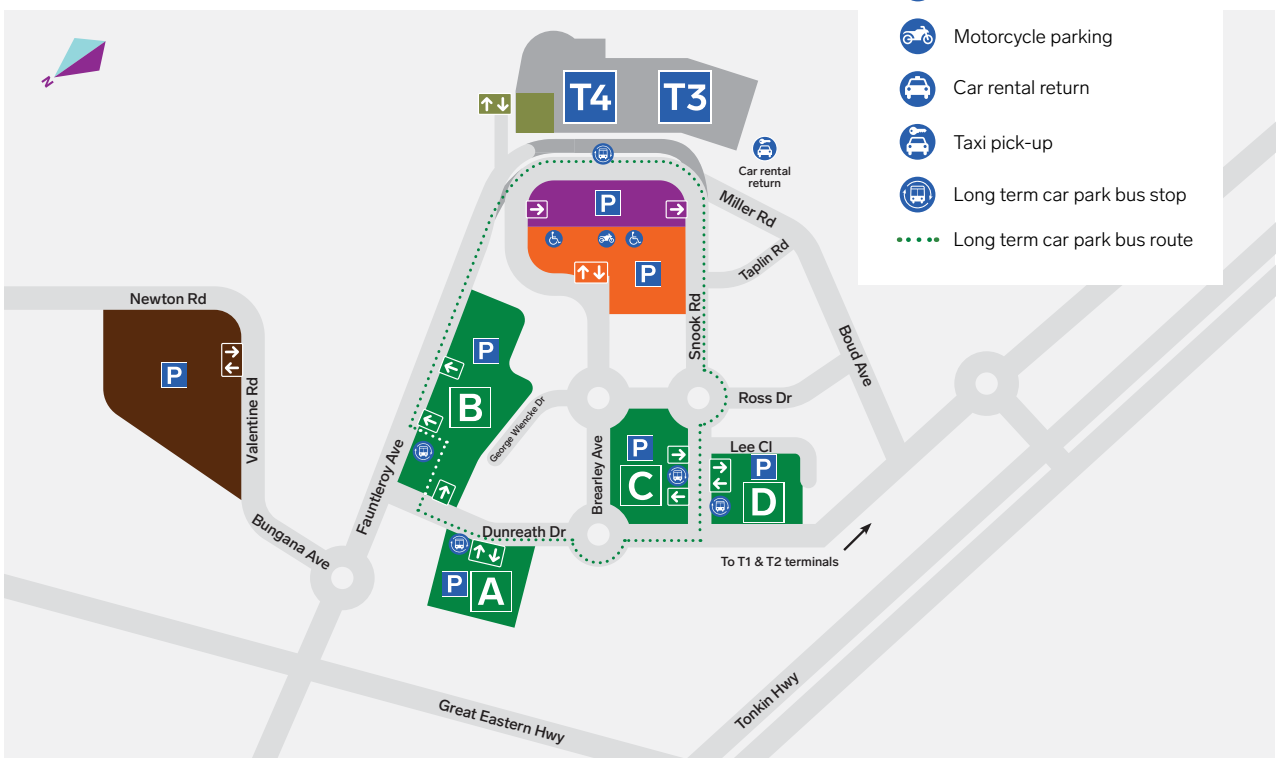 Motorcycle parking
Car rental return
Taxi pick-up
Long term car park bus stop
Long term car park bus route
N
T4
T3
Car rental
return
Miller Rd
Taplin Rd
P
P
Snook Rd
Boud Ave
Newton Rd
P
Valentine Rd
Bungana Ave
Fauntleroy Ave
P
B
George Wiencke Dr
Ross Dr
Brearley Ave
P
C
Lee Cl
P
D
Dunreath Dr
P
A
To T1 & T2 terminals
Great Eastern Hwy
Tonkin Hwy